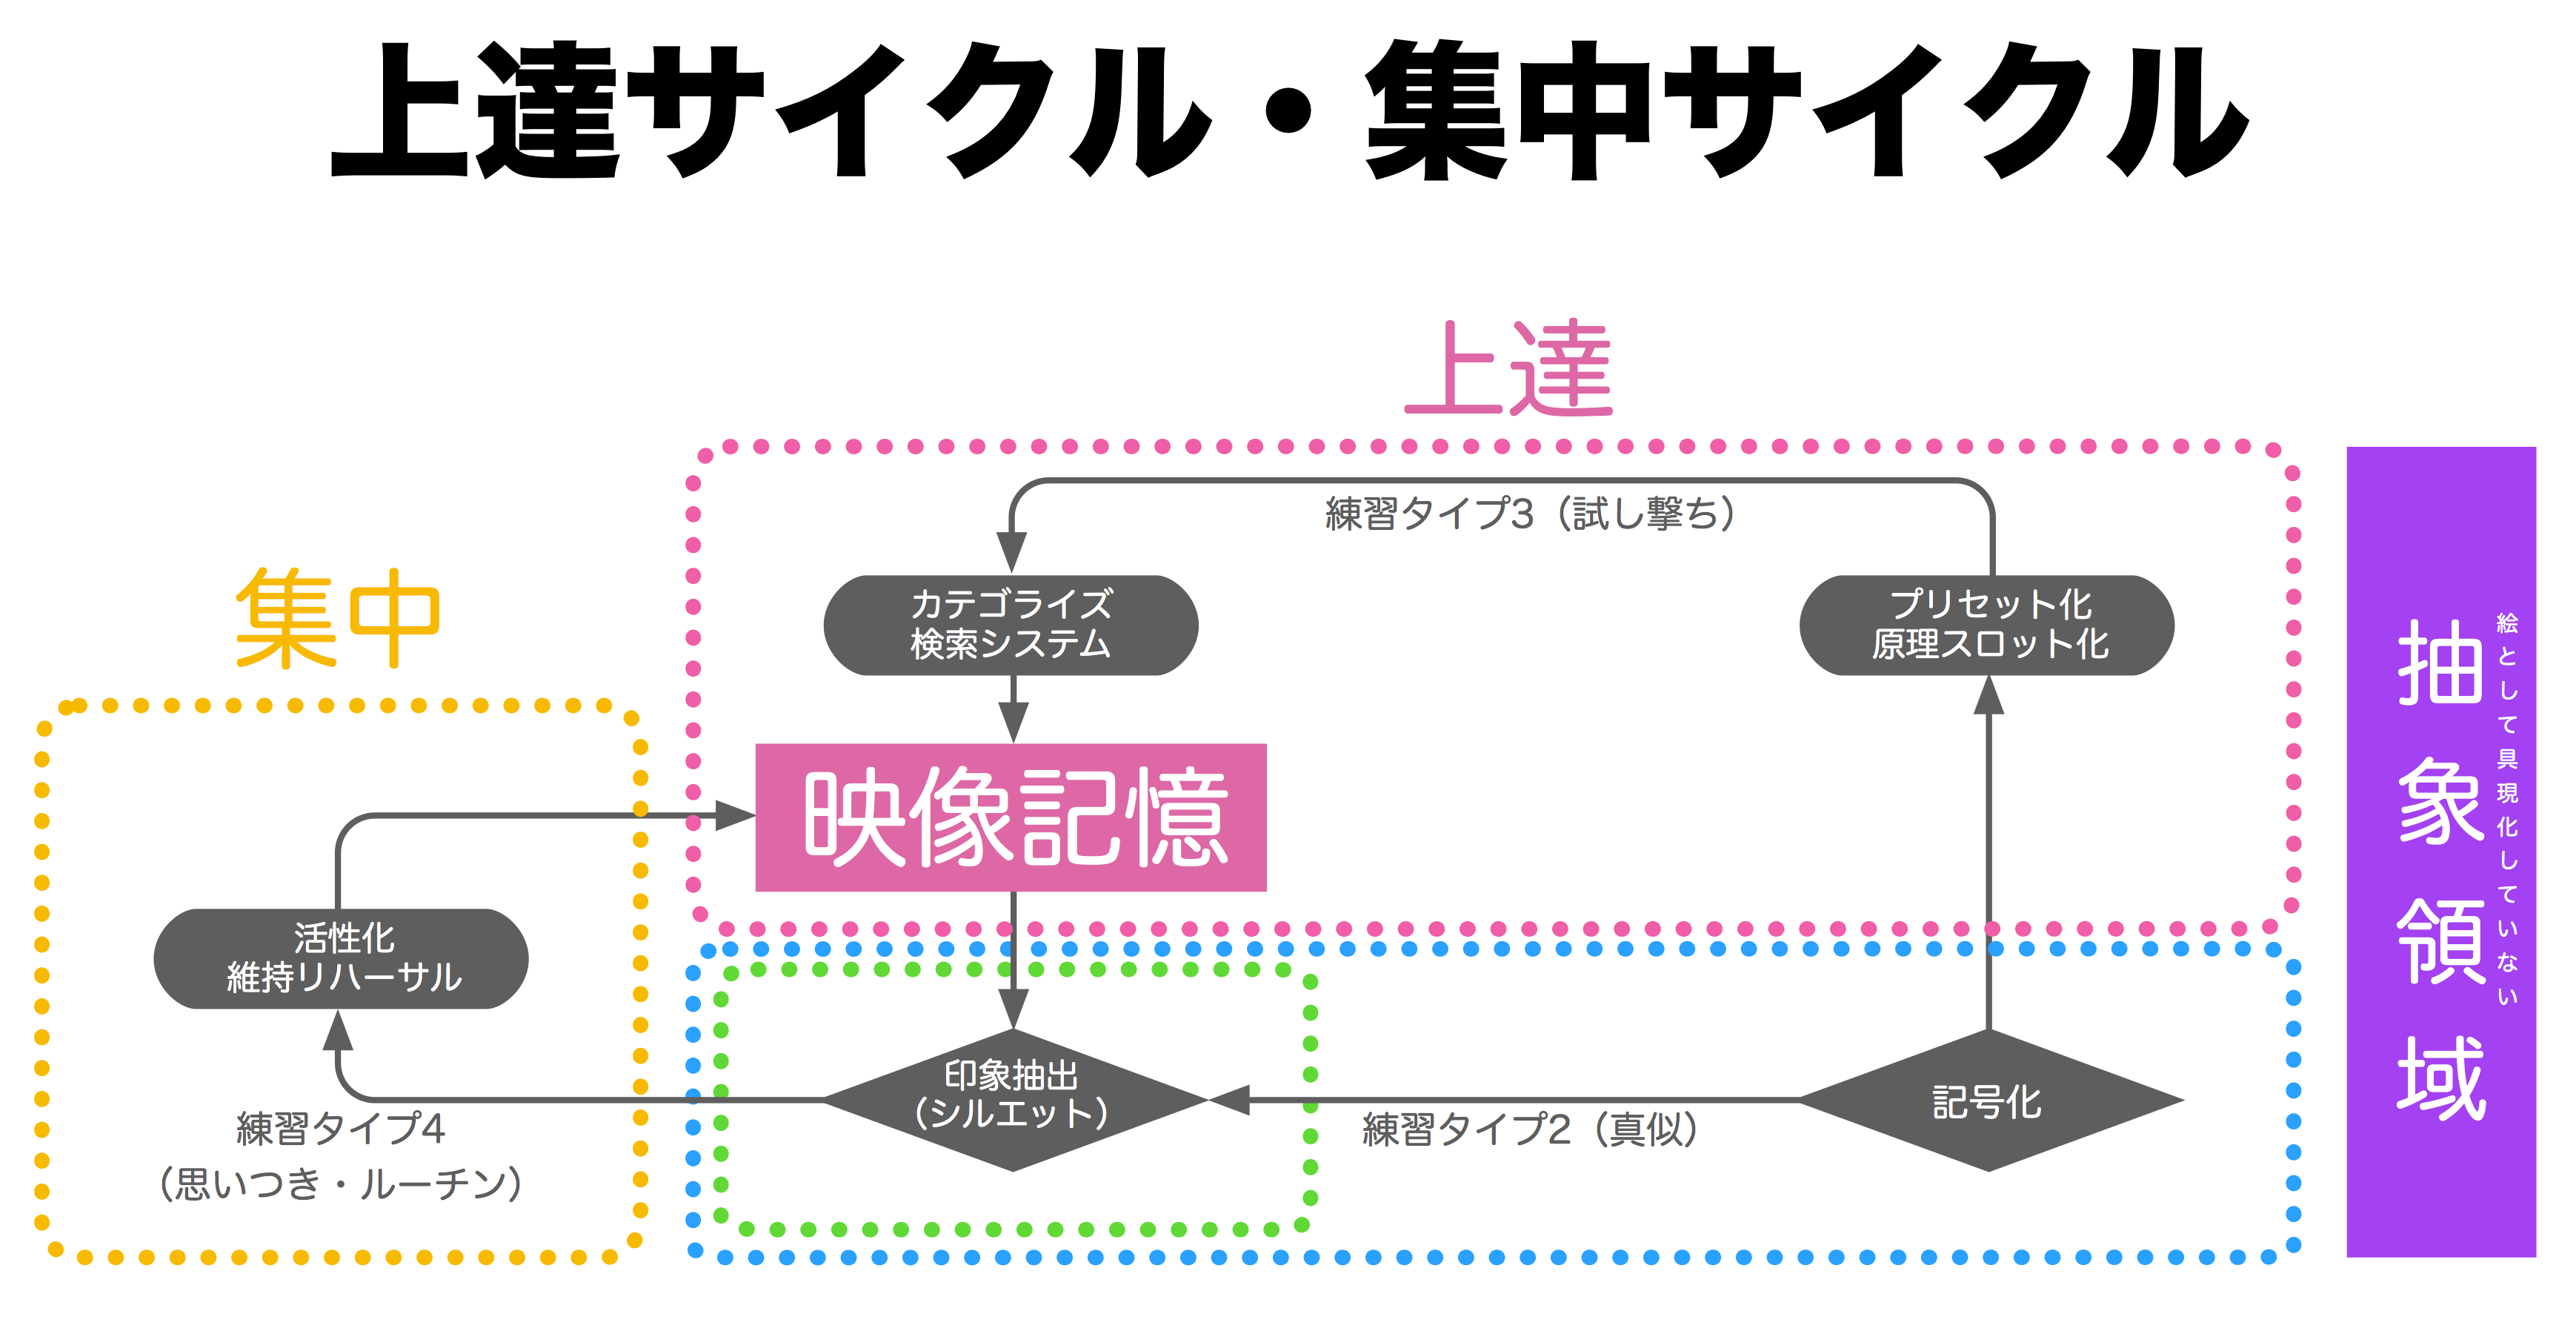 上達サイクル・集中サイクル
上達
練習タイプ3（試し撃ち）
カテゴライズ
検索システム
プリセット化
原理スロット化
集中
映像記憶
活性化
維持リハーサル
印象抽出
（シルエット）
記号化
練習タイプ2（真似）
練習タイプ4
（思いつき・ルーチン）
抽象領域
絵として具現化していない